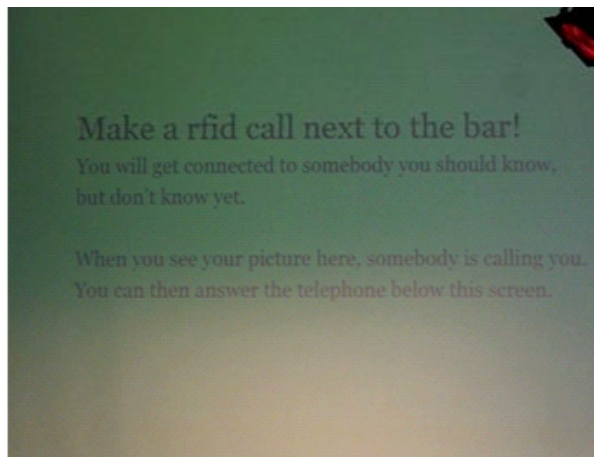 Make a rfid call next to the bar!
You will get connected to somebody you should know,
but don't know yet.
When you see your picture here, somebody is calling you.
You can then answer the telephone below this screen.